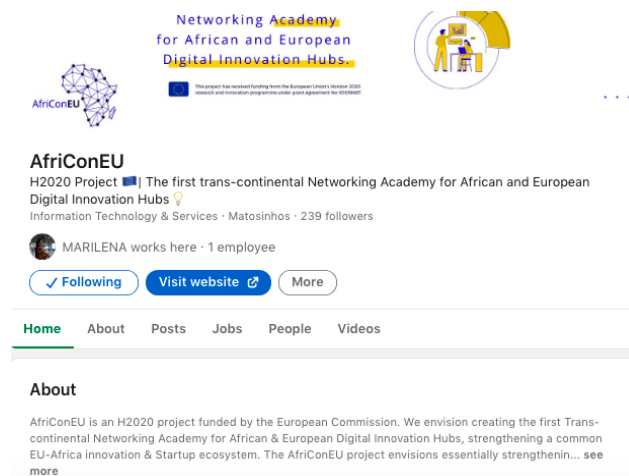 Networking Academy
for African and European
Digital Innovation Hubs.
This project has received funding from the European Union's Horizon 2020
research and innovation programme under grant agreement No
AfriConEU
AfriConEU
H2020 Project | The first trans-continental Networking Academy for African and European
Digital Innovation Hubs
Information Technology & Services · Matosinhos · 239 followers
MARILENA works here · 1 employee
✓ Following
Visit website
More
Home About Posts Jobs People Videos
About
AfriConEU is an H2020 project funded by the European Commission. We envision creating the first Trans-
continental Networking Academy for African & European Digital Innovation Hubs, strengthening a common
EU-Africa innovation & Startup ecosystem. The AfriConEU project envisions essentially strengthenin... see
more